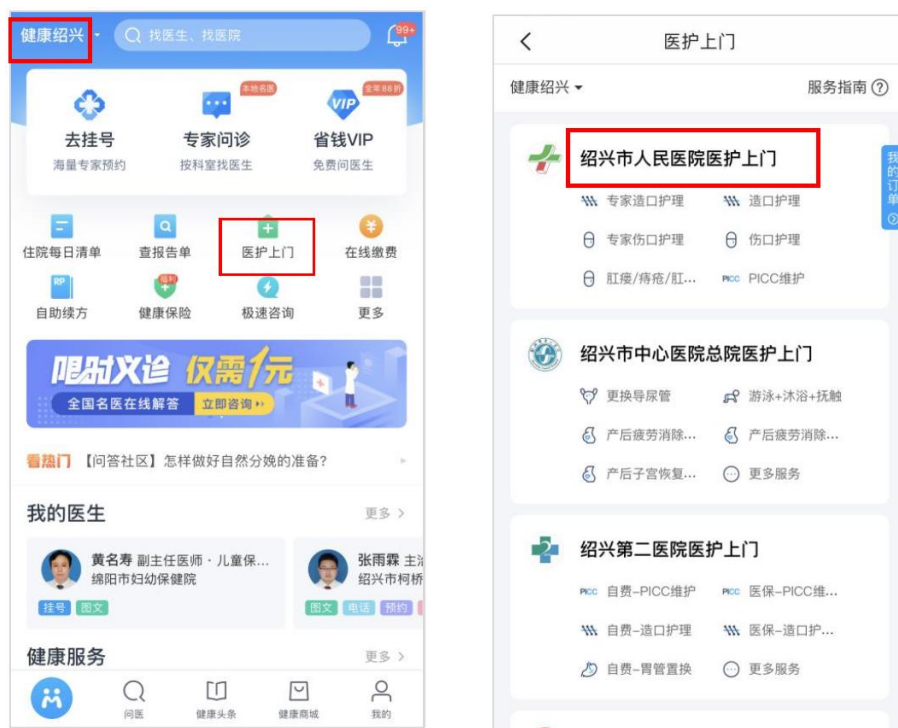 健康绍兴
找医生、找医院
99+
本地名医
全年88折
VIP
去挂号
专家问诊
省钱VIP
海量专家预约
按科室找医生
免费问医生
住院每日清单
查报告单
医护上门
在线缴费
RP
福利
自助续方
健康保险
极速咨询
更多
限时义诊 仅需1元
全国名医在线解答 立即咨询
看热门 【问答社区】怎样做好自然分娩的准备?
我的医生
更多
黄名寿 副主任医师·儿童保...
绵阳市妇幼保健院
挂号 图文
张雨霖 主治
绍兴市柯桥
图文 电话 预约
健康服务
更多
问医
健康头条
健康商城
我的
医护上门
健康绍兴
服务指南
我的订单
绍兴市人民医院医护上门
专家造口护理
造口护理
专家伤口护理
伤口护理
肛瘘/痔疮/肛...
PICC PICC维护
绍兴市中心医院总院医护上门
更换导尿管
游泳+沐浴+抚触
产后疲劳消除...
产后疲劳消除...
产后子宫恢复...
更多服务
绍兴第二医院医护上门
PICC 自费-PICC维护
PICC 医保-PICC维...
自费-造口护理
医保-造口护...
自费-胃管置换
更多服务